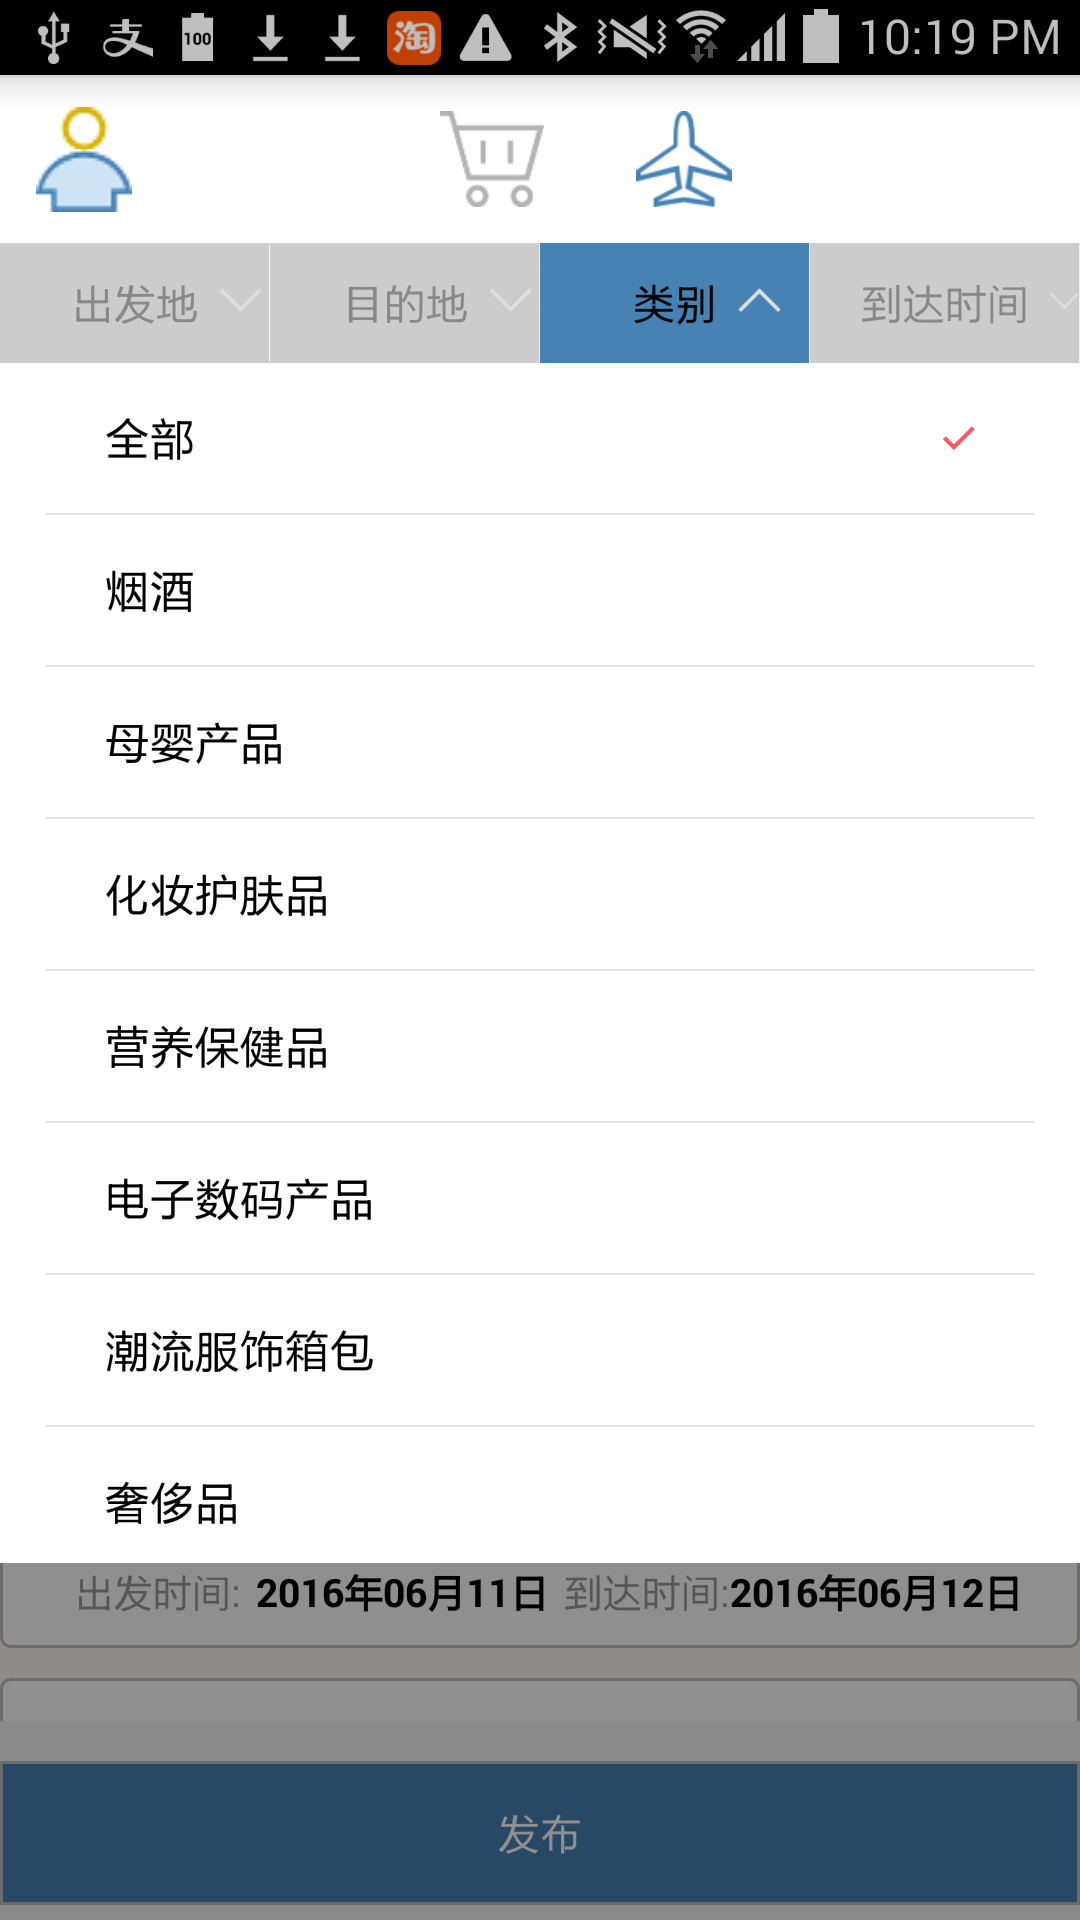 支 100 淘 10:19 PM
出发地 目的地 类别 到达时间
全部
烟酒
母婴产品
化妆护肤品
营养保健品
电子数码产品
潮流服饰箱包
奢侈品
出发时间: 2016年06月11日 到达时间:2016年06月12日
发布